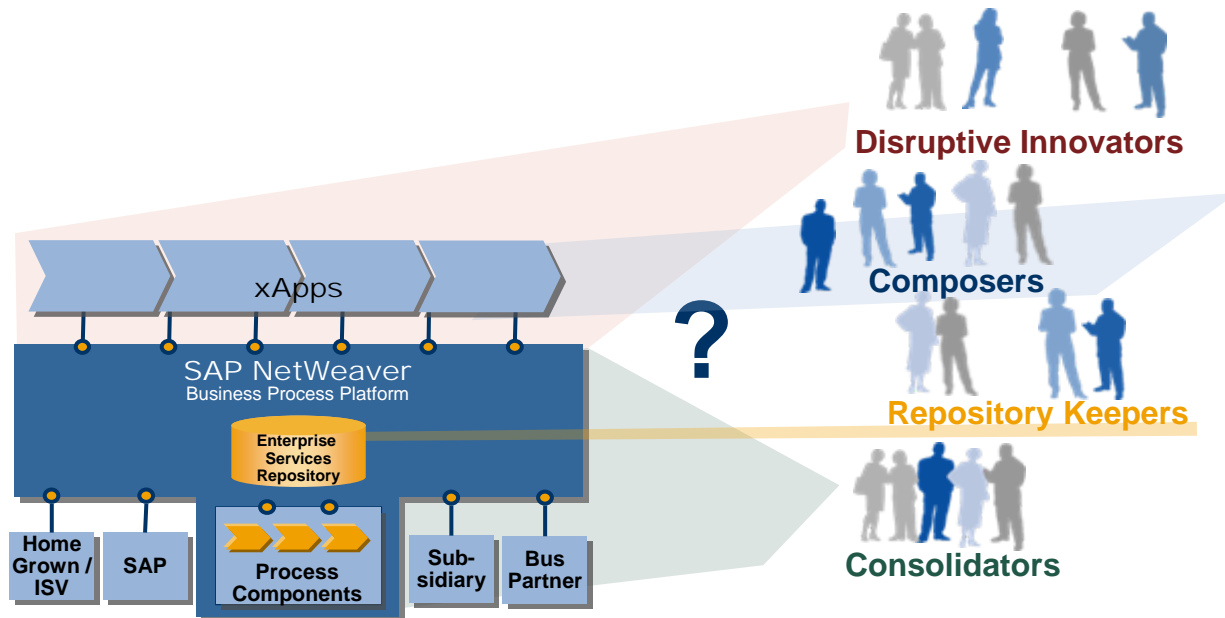 Disruptive Innovators
xApps
Composers
?
SAP NetWeaver
Business Process Platform
Enterprise
Services
Repository
Repository Keepers
Home
Grown /
ISV
SAP
Process
Components
Sub-
sidiary
Bus
Partner
Consolidators